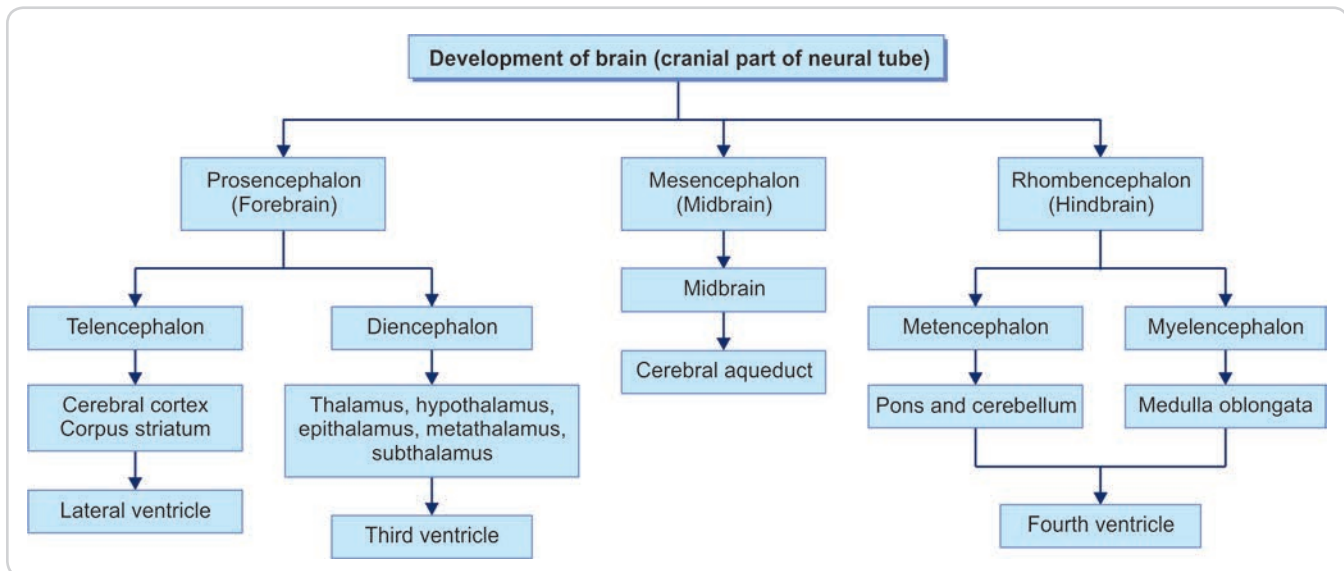 Development of brain (cranial part of neural tube)
Prosencephalon
(Forebrain)
Mesencephalon
(Midbrain)
Rhombencephalon
(Hindbrain)
Telencephalon
Diencephalon
Midbrain
Metencephalon
Myelencephalon
Cerebral cortex
Corpus striatum
Thalamus, hypothalamus,
epithalamus, metathalamus,
subthalamus
Cerebral aqueduct
Pons and cerebellum
Medulla oblongata
Lateral ventricle
Third ventricle
Fourth ventricle